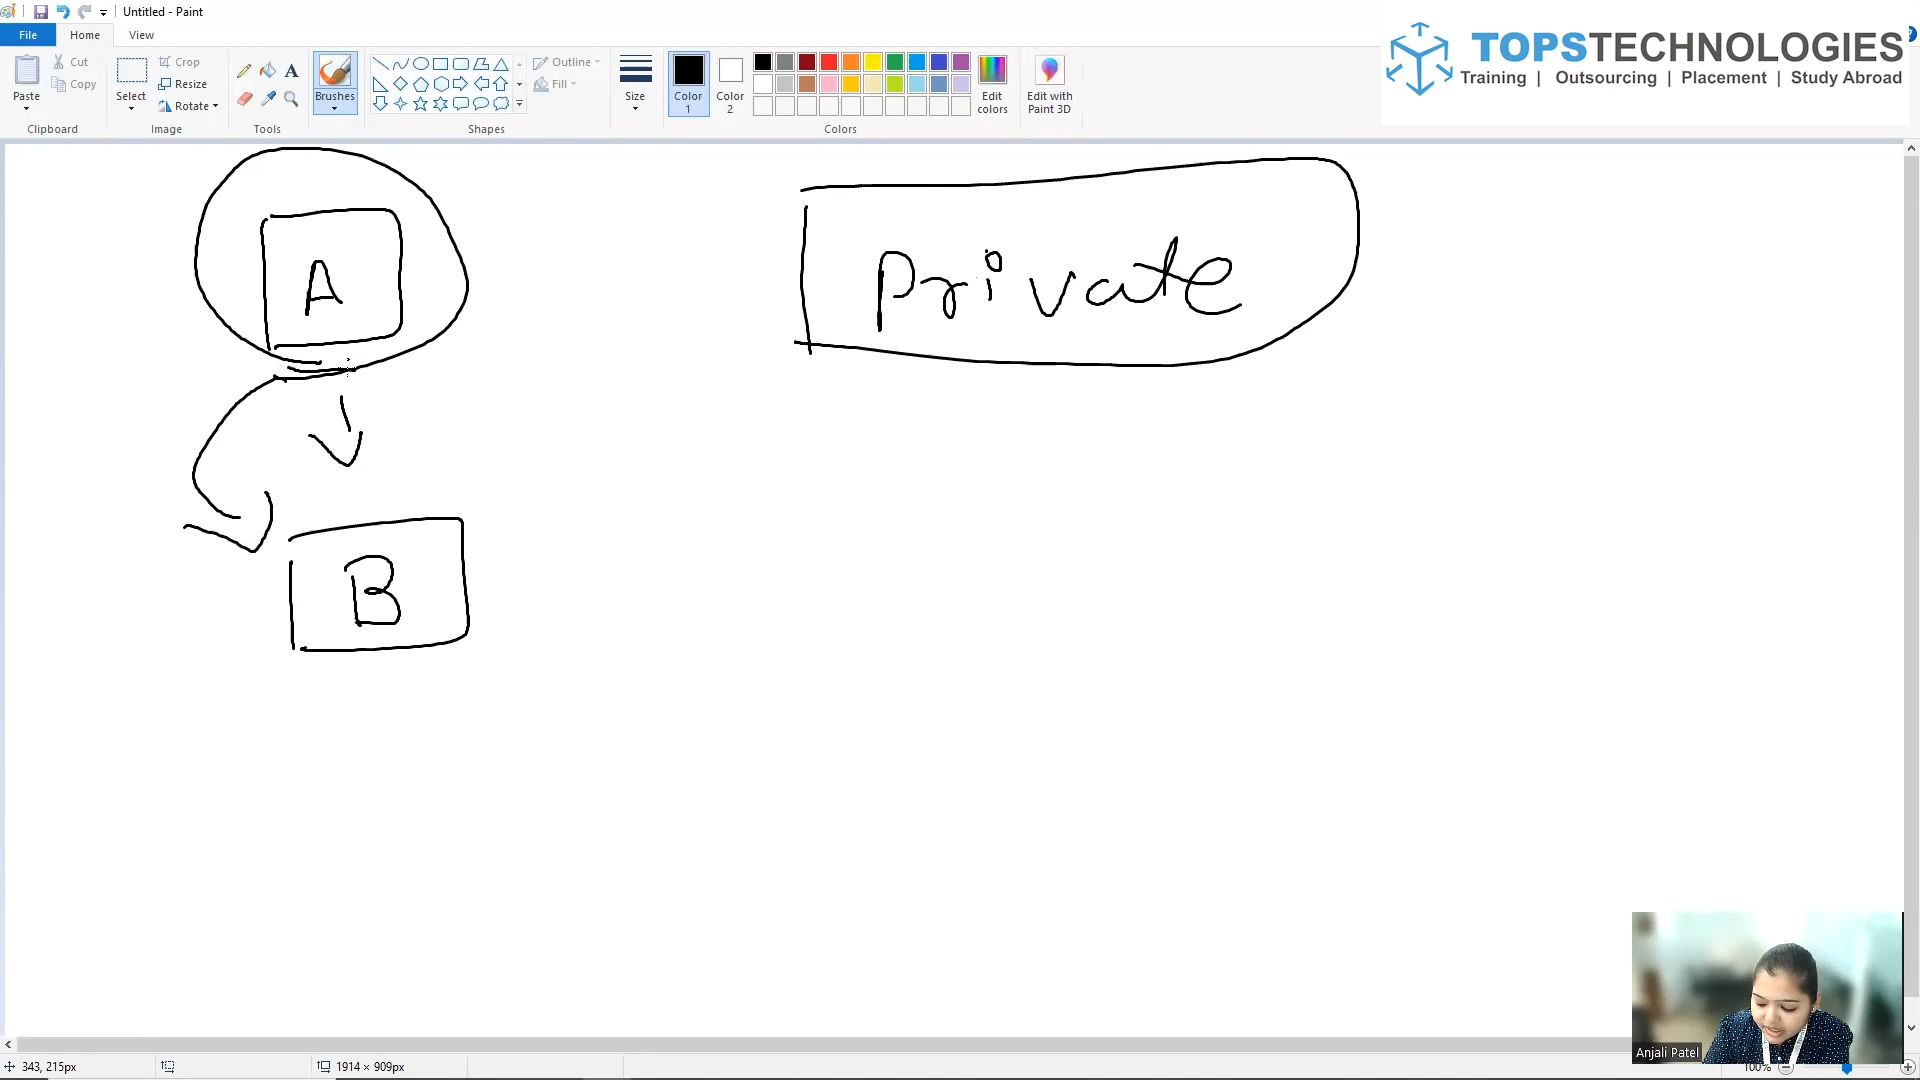 Untitled - Paint
File Home View
Paste
Cut
Copy
Clipboard
Select
Crop
Resize
Rotate
Image
A
Tools
Brushes
Shapes
Outline
Fill
Size
Color 1
Color 2
Colors
Edit colors
Edit with Paint 3D
TOPSTECHNOLOGIES
Training | Outsourcing | Placement | Study Abroad
A
Private
B
Anjali Patel
343, 215px
1914 × 909px
100%